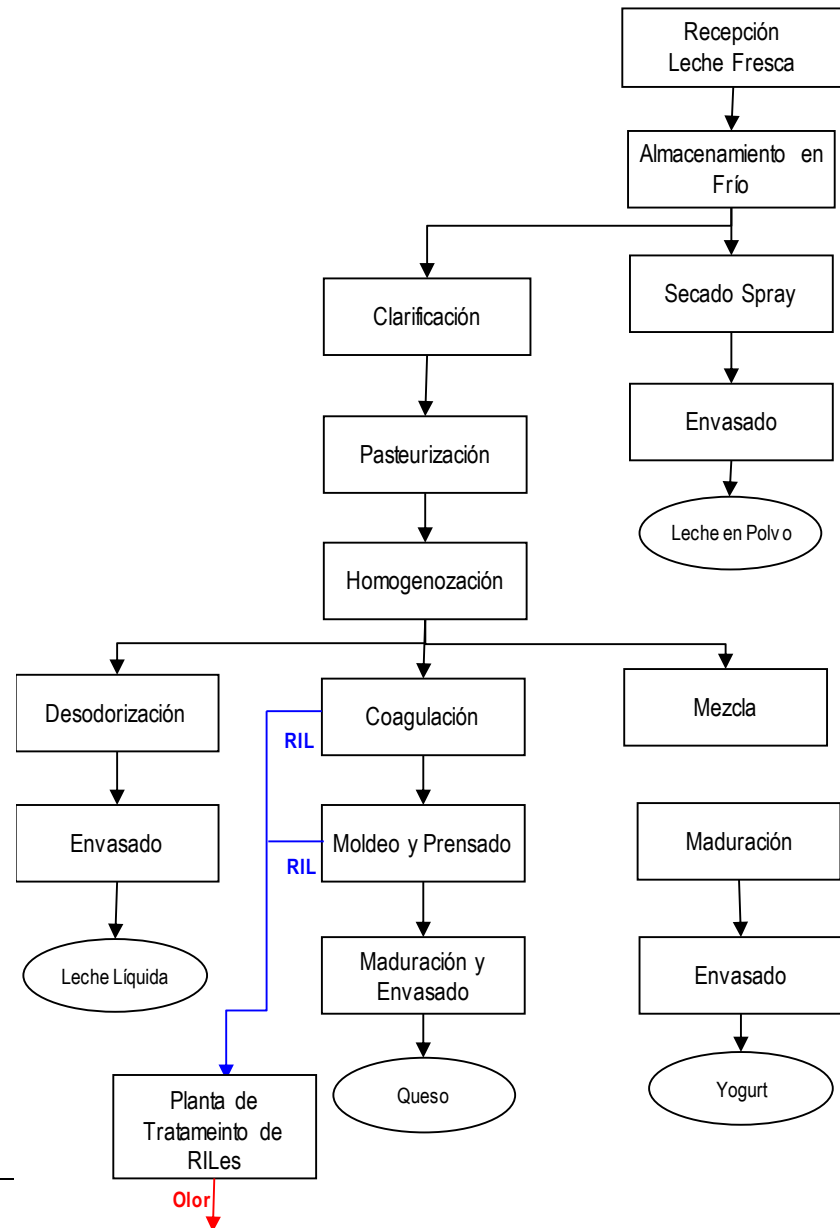 Recepción
Leche Fresca
Almacenamiento en
Frío
Clarificación
Secado Spray
Pasteurización
Envasado
Leche en Polvo
Homogenozación
Desodorización
Coagulación
Mezcla
RIL
Envasado
Moldeo y Prensado
Maduración
RIL
Leche Líquida
Maduración y
Envasado
Envasado
Planta de
Tratameinto de
RILes
Queso
Yogurt
Olor